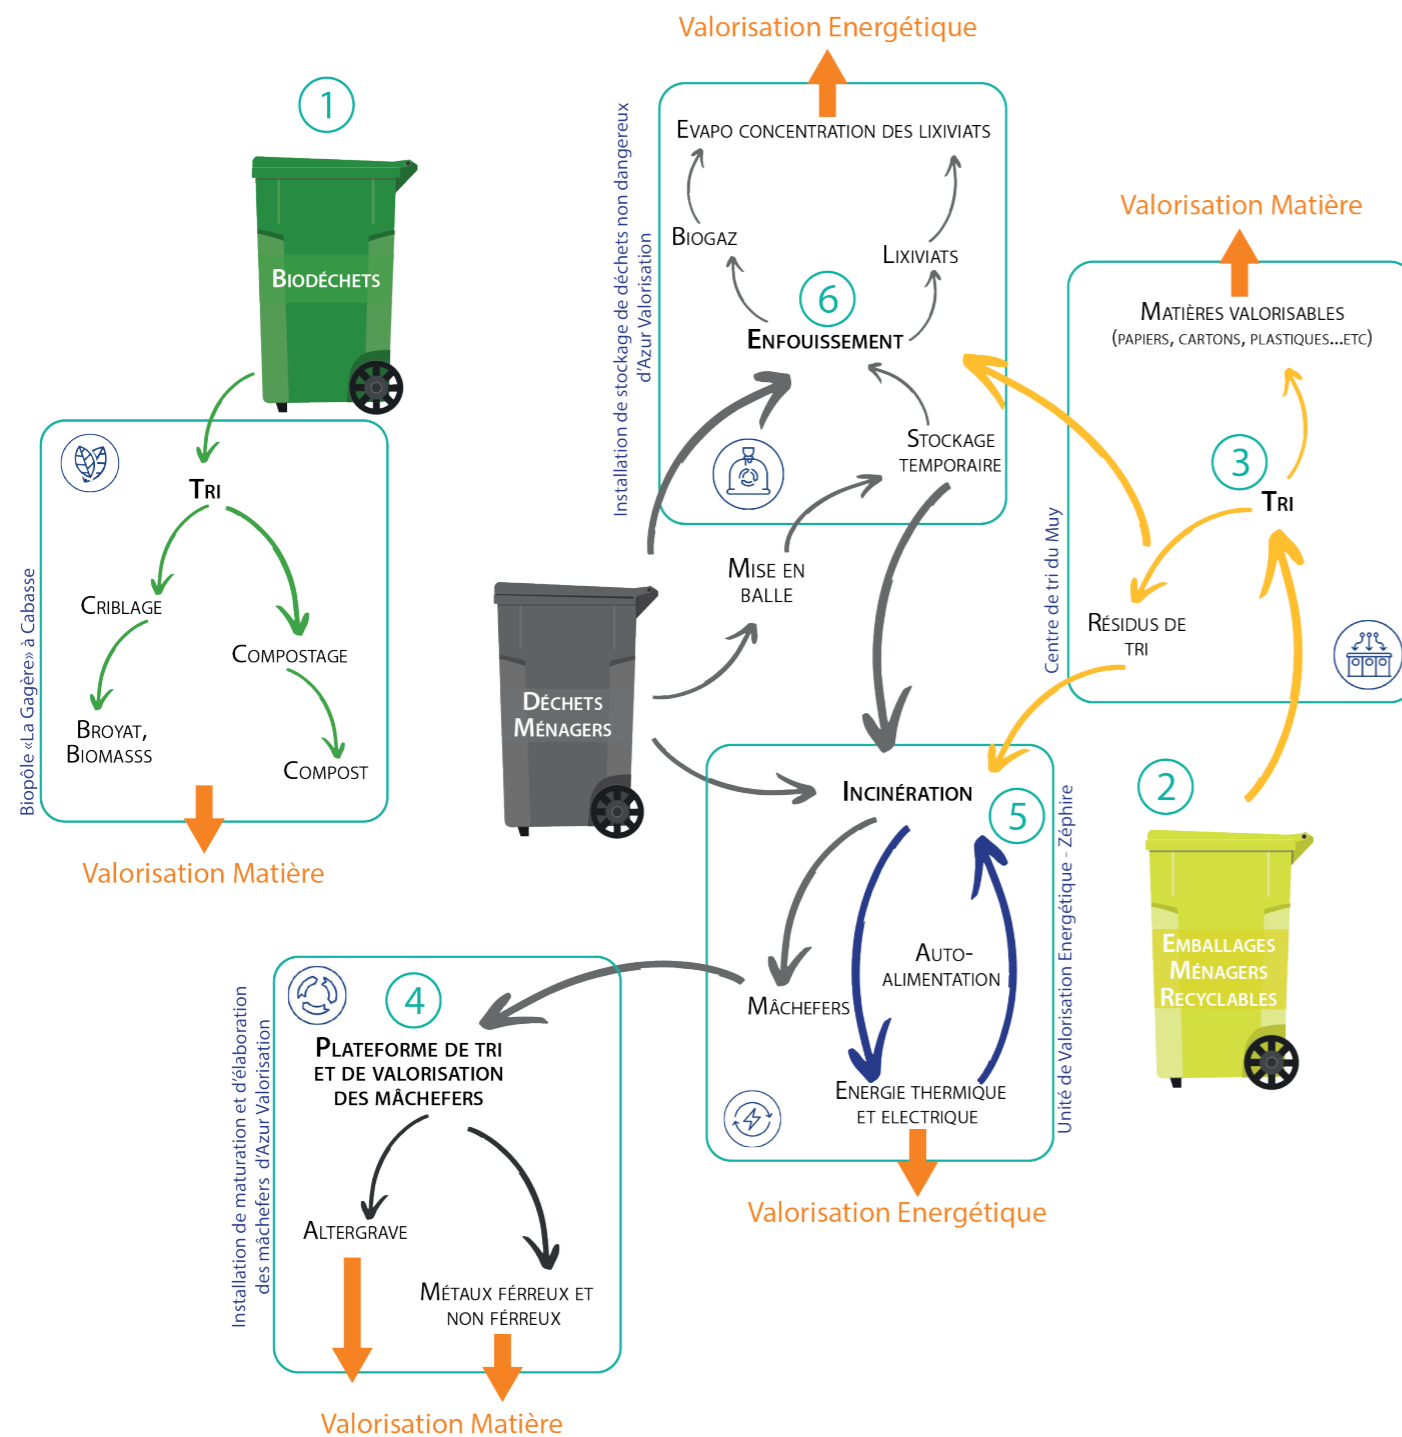 Valorisation Energétique
1
Evapo concentration des lixiviats
Installation de stockage de déchets non dangereux
d'Azur Valorisation
Biogaz
Lixiviats
6
Enfouissement
Stockage
temporaire
Biodéchets
Tri
Criblage
Compostage
Broyat,
Biomasss
Compost
Biopôle «La Gagère» à Cabasse
Valorisation Matière
Valorisation Matière
Matières valorisables
(papiers, cartons, plastiques...etc)
3
Tri
Résidus de
tri
Centre de tri du Muy
Mise en
balle
Déchets
Ménagers
2
Emballages
Ménagers
Recyclables
Incinération
5
Auto-
alimentation
Mâchefers
Energie thermique
et electrique
Unité de Valorisation Energétique - Zéphire
Valorisation Energétique
4
Plateforme de tri
et de valorisation
des mâchefers
Installation de maturation et d'élaboration
des mâchefers d'Azur Valorisation
Altergrave
Métaux férreux et
non férreux
Valorisation Matière